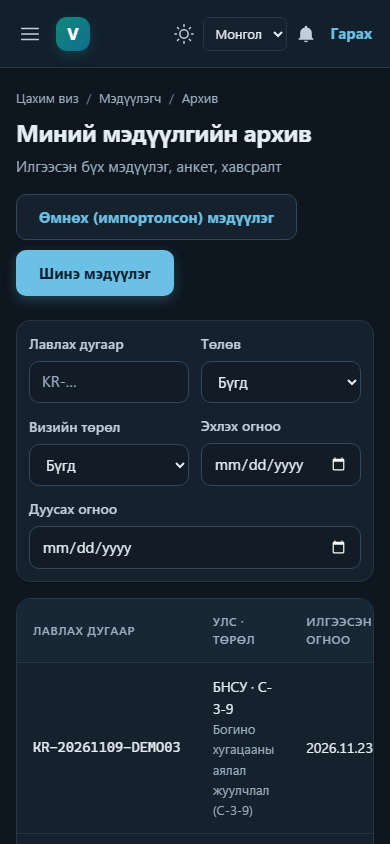 V
Монгол
Гарах
Цахим виз / Мэдүүлэгч / Архив
Миний мэдүүлгийн архив
Илгээсэн бүх мэдүүлэг, анкет, хавсралт
Өмнөх (импортолсон) мэдүүлэг
Шинэ мэдүүлэг
Лавлах дугаар
Төлөв
KR-...
Бүгд
Визийн төрөл
Эхлэх огноо
Бүгд
mm/dd/yyyy
Дуусах огноо
mm/dd/yyyy
ЛАВЛАХ ДУГААР
УЛС ·
ТӨРӨЛ
ИЛГЭЭСЭН
ОГНОО
KR-20261109-DEMO03
БНСУ · C-
3-9
Богино
хугацааны
аялал
жуулчлал
(C-3-9)
2026.11.23